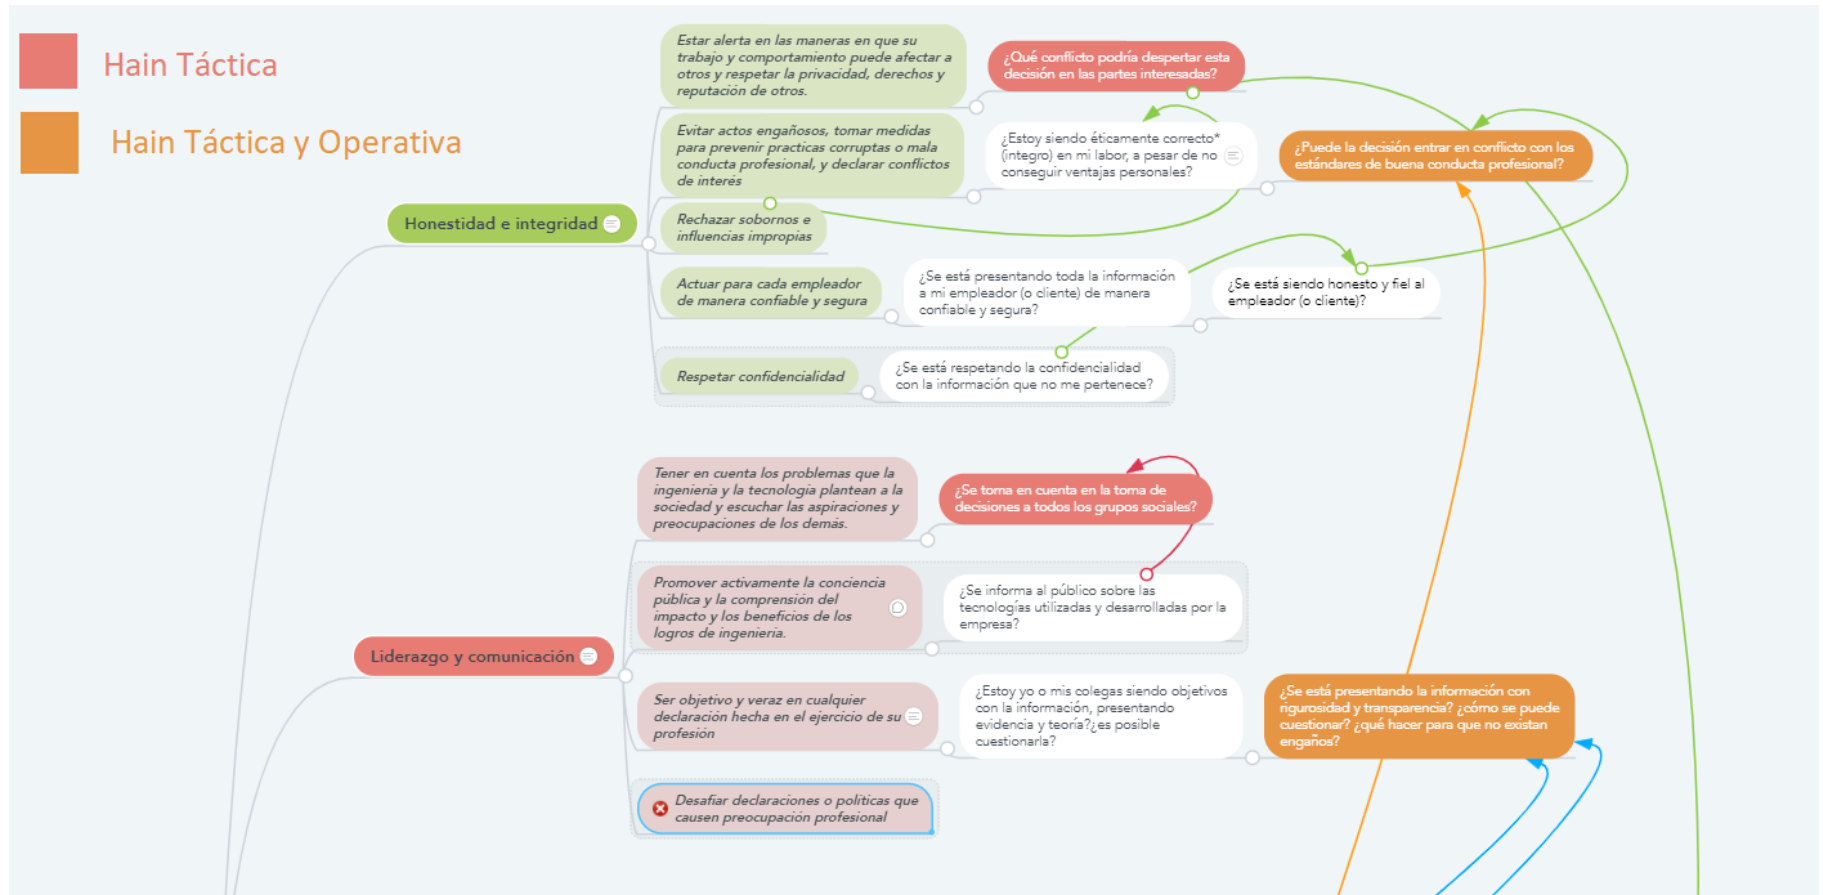 Hain Táctica
Hain Táctica y Operativa
Honestidad e integridad
Estar alerta en las maneras en que su
trabajo y comportamiento puede afectar a
otros y respetar la privacidad, derechos y
reputación de otros.
¿Qué conflicto podría despertar esta
decisión en las partes interesadas?
Evitar actos engañosos, tomar medidas
para prevenir practicas corruptas o mala
conducta profesional, y declarar conflictos
de interés
¿Estoy siendo éticamente correcto*
(integro) en mi labor, a pesar de no
conseguir ventajas personales?
¿Puede la decisión entrar en conflicto con los
estándares de buena conducta profesional?
Rechazar sobornos e
influencias impropias
Actuar para cada empleador
de manera confiable y segura
¿Se está presentando toda la información
a mi empleador (o cliente) de manera
confiable y segura?
¿Se está siendo honesto y fiel al
empleador (o cliente)?
Respetar confidencialidad
¿Se está respetando la confidencialidad
con la información que no me pertenece?
Liderazgo y comunicación
Tener en cuenta los problemas que la
ingeniería y la tecnología plantean a la
sociedad y escuchar las aspiraciones y
preocupaciones de los demás.
¿Se toma en cuenta en la toma de
decisiones a todos los grupos sociales?
Promover activamente la conciencia
pública y la comprensión del
impacto y los beneficios de los
logros de ingeniería.
¿Se informa al público sobre las
tecnologías utilizadas y desarrolladas por la
empresa?
Ser objetivo y veraz en cualquier
declaración hecha en el ejercicio de su
profesión
¿Estoy yo o mis colegas siendo objetivos
con la información, presentando
evidencia y teoría?¿es posible
cuestionarla?
¿Se está presentando la información con
rigurosidad y transparencia? ¿cómo se puede
cuestionar? ¿qué hacer para que no existan
engaños?
Desafiar declaraciones o políticas que
causen preocupación profesional